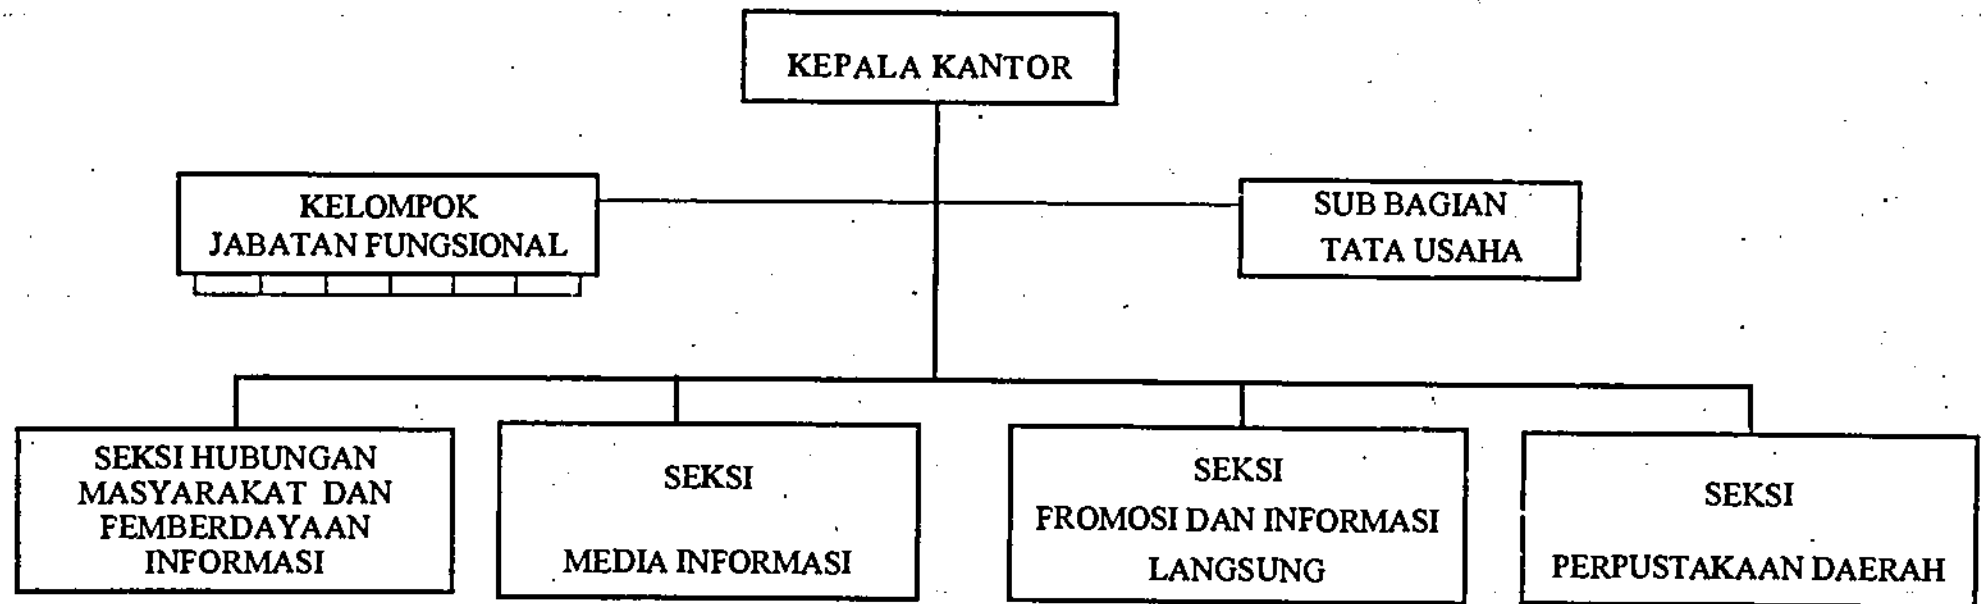 KEPALA KANTOR
KELOMPOK
JABATAN FUNGSIONAL
SUB BAGIAN
TATA USAHA
SEKSI HUBUNGAN
MASYARAKAT DAN
FEMBERDAYAAN
INFORMASI
SEKSI
MEDIA INFORMASI
SEKSI
FROMOSI DAN INFORMASI
LANGSUNG
SEKSI
PERPUSTAKAAN DAERAH